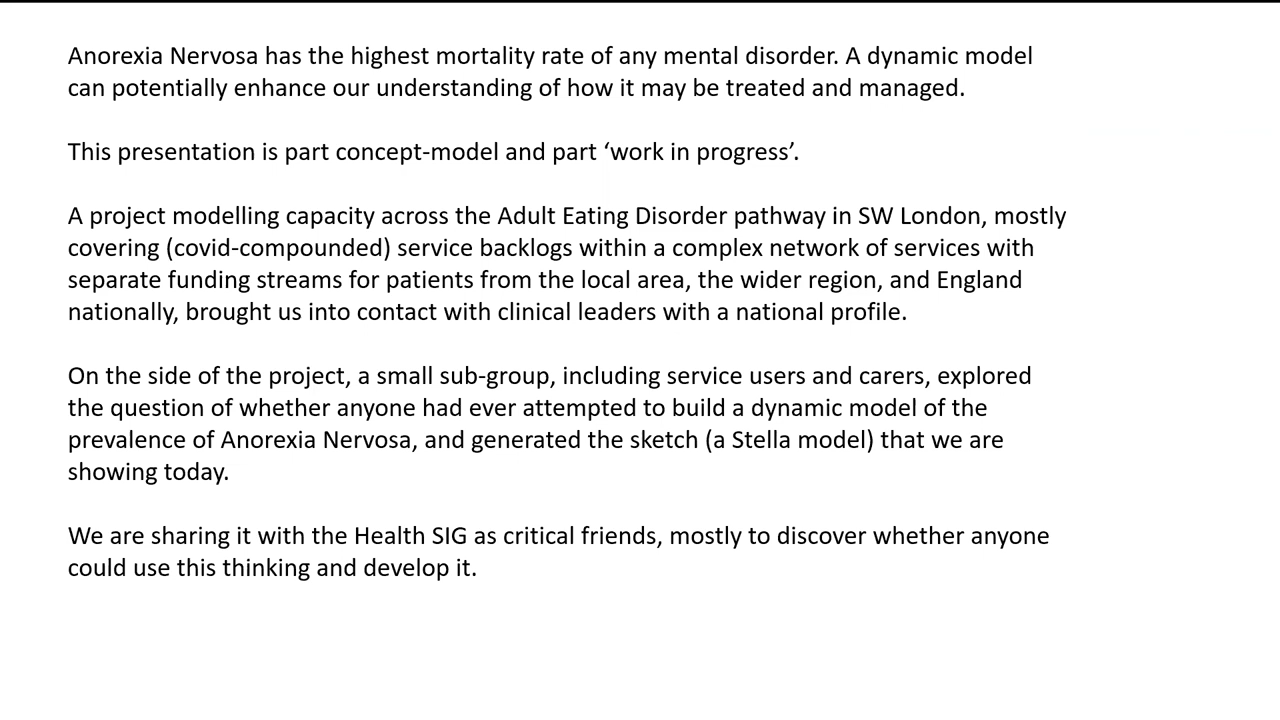 Anorexia Nervosa has the highest mortality rate of any mental disorder. A dynamic model
can potentially enhance our understanding of how it may be treated and managed.
This presentation is part concept-model and part ‘work in progress’.
A project modelling capacity across the Adult Eating Disorder pathway in SW London, mostly
covering (covid-compounded) service backlogs within a complex network of services with
separate funding streams for patients from the local area, the wider region, and England
nationally, brought us into contact with clinical leaders with a national profile.
On the side of the project, a small sub-group, including service users and carers, explored
the question of whether anyone had ever attempted to build a dynamic model of the
prevalence of Anorexia Nervosa, and generated the sketch (a Stella model) that we are
showing today.
We are sharing it with the Health SIG as critical friends, mostly to discover whether anyone
could use this thinking and develop it.